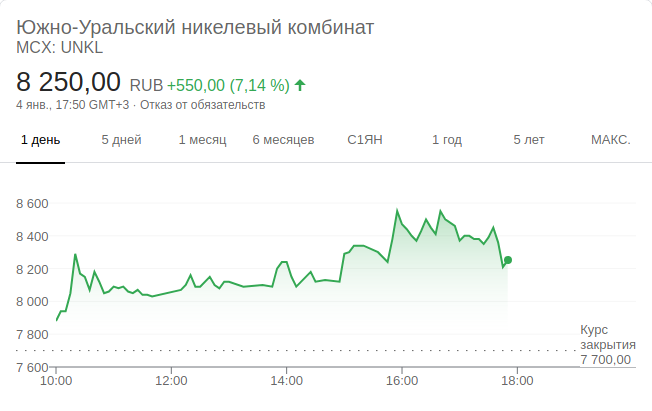 Южно-Уральский никелевый комбинат
MCX: UNKL
8 250,00 RUB +550,00 (7,14 %)
4 янв., 17:50 GMT+3 · Отказ от обязательств
1 день 5 дней 1 месяц 6 месяцев С1ЯН 1 год 5 лет МАКС.
8 600
8 400
8 200
8 000
7 800
Курс
закрытия
7 700,00
7 600
10:00 12:00 14:00 16:00 18:00